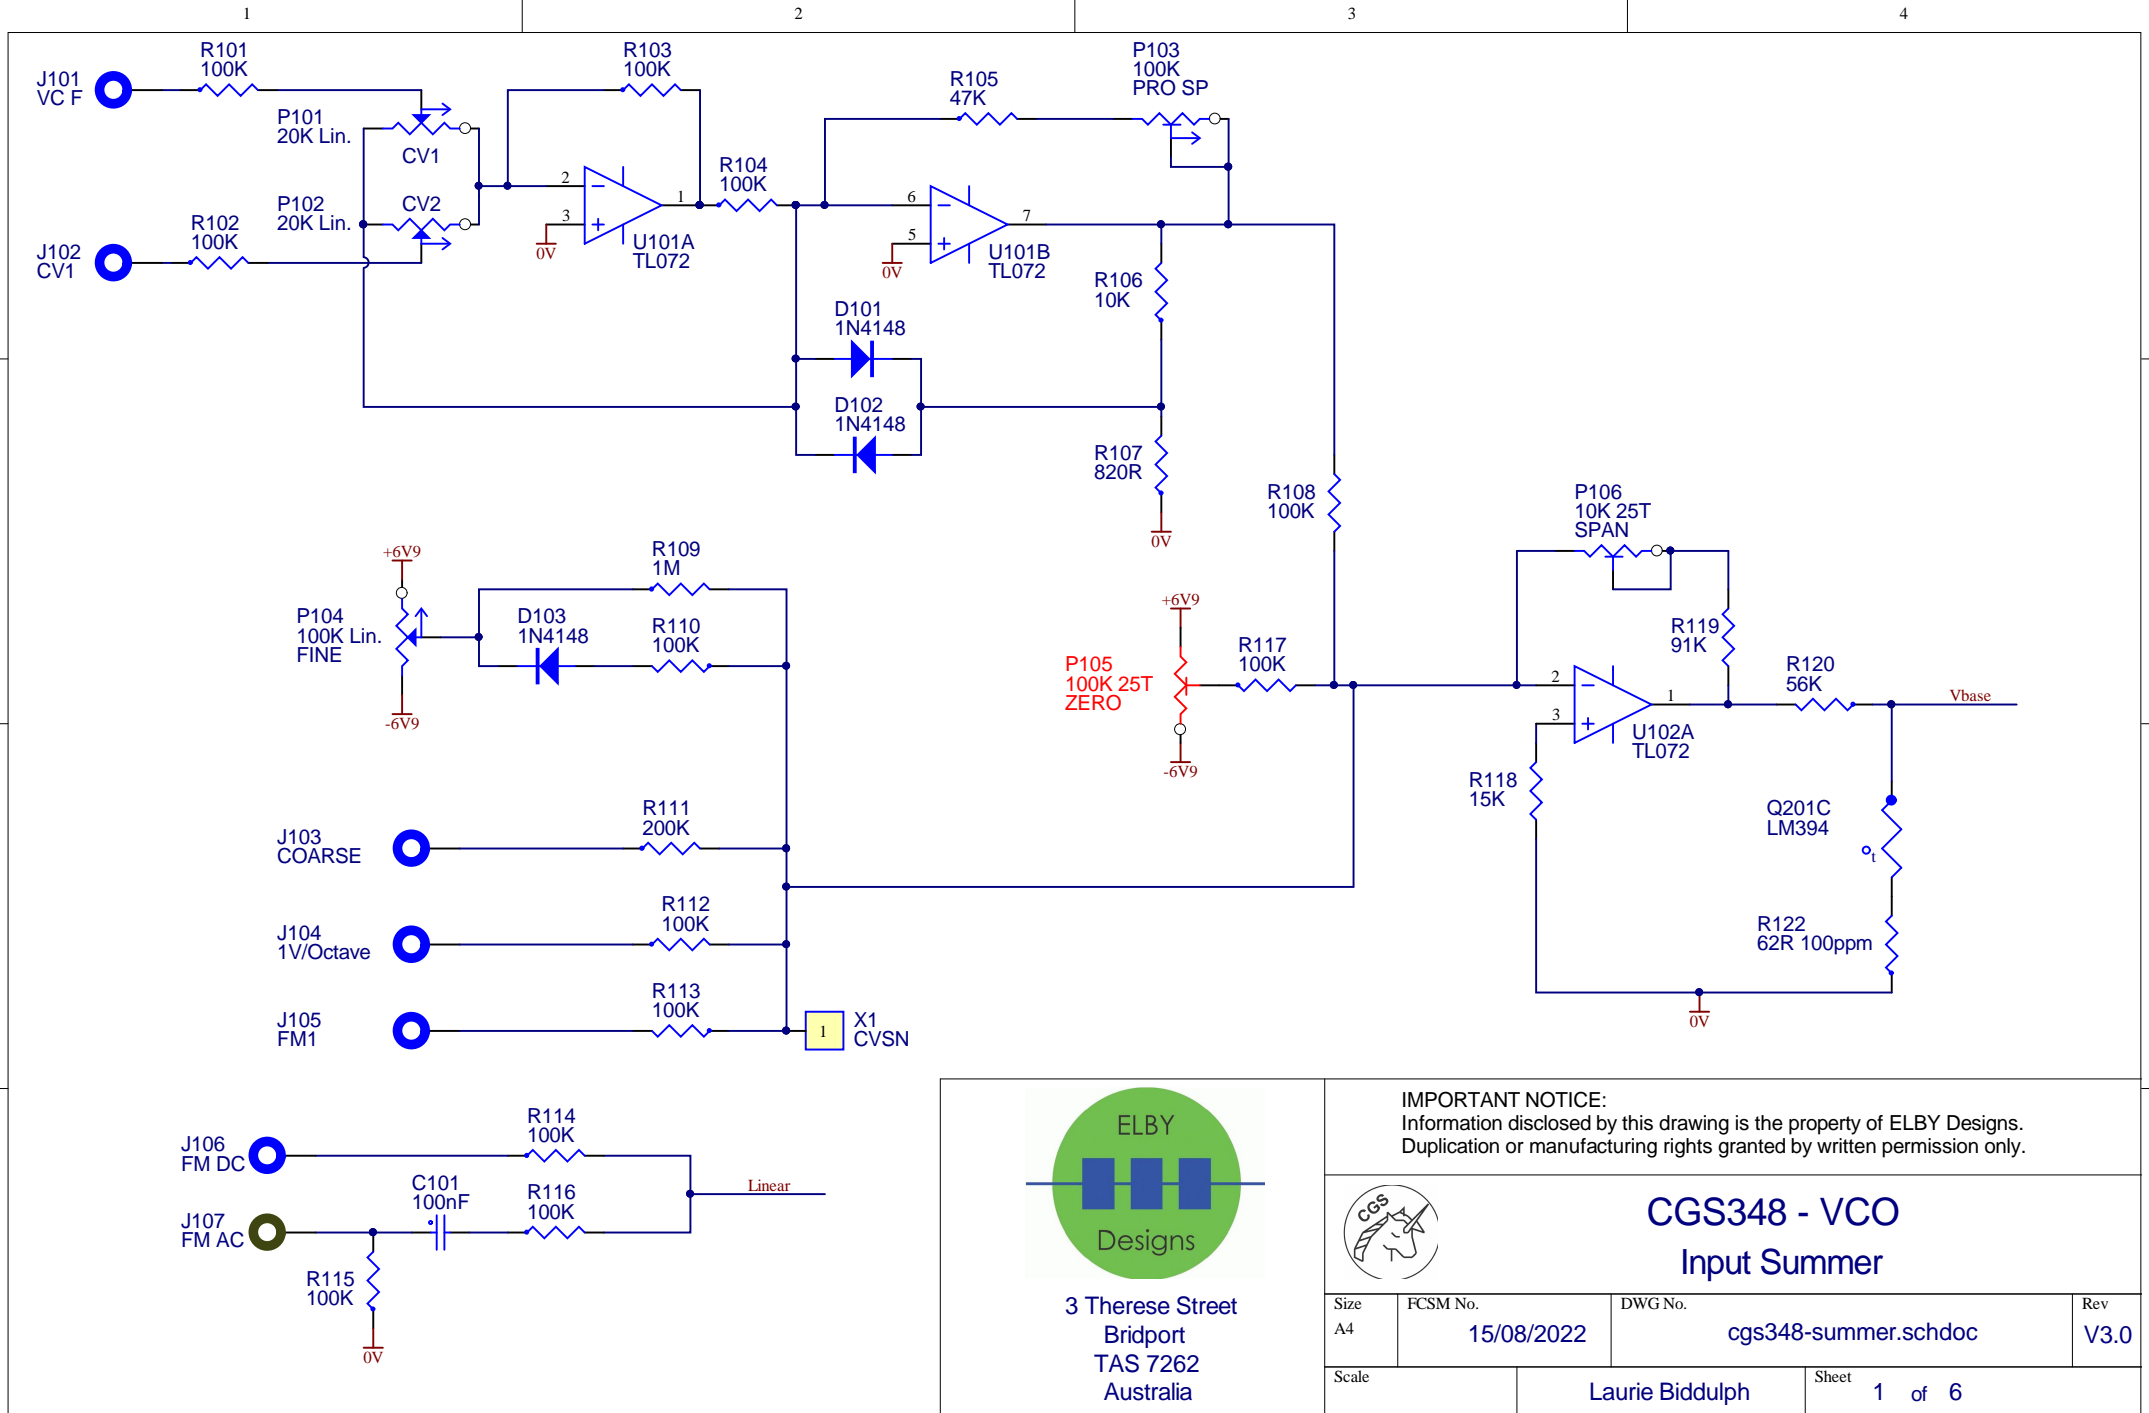 1
2
3
4
J101
VC F
R101
100K
P101
20K Lin.
CV1
P102
20K Lin.
CV2
J102
CV1
R102
100K
R103
100K
2
3
1
0V
U101A
TL072
R104
100K
R105
47K
P103
100K
PRO SP
6
5
7
0V
U101B
TL072
D101
1N4148
D102
1N4148
R106
10K
R107
820R
0V
R108
100K
+6V9
P104
100K Lin.
FINE
-6V9
R109
1M
D103
1N4148
R110
100K
J103
COARSE
R111
200K
J104
1V/Octave
R112
100K
J105
FM1
R113
100K
1
X1
CVSN
+6V9
P105
100K 25T
ZERO
-6V9
R117
100K
P106
10K 25T
SPAN
R119
91K
2
3
1
U102A
TL072
R118
15K
R120
56K
Vbase
Q201C
LM394
t
R122
62R 100ppm
0V
J106
FM DC
R114
100K
J107
FM AC
C101
100nF
R116
100K
Linear
R115
100K
0V
ELBY
Designs
3 Therese Street
Bridport
TAS 7262
Australia
IMPORTANT NOTICE:
Information disclosed by this drawing is the property of ELBY Designs.
Duplication or manufacturing rights granted by written permission only.
CGS
CGS348 - VCO
Input Summer
Size
A4
FCSM No.
15/08/2022
DWG No.
cgs348-summer.schdoc
Rev
V3.0
Scale
Laurie Biddulph
Sheet 1 of 6